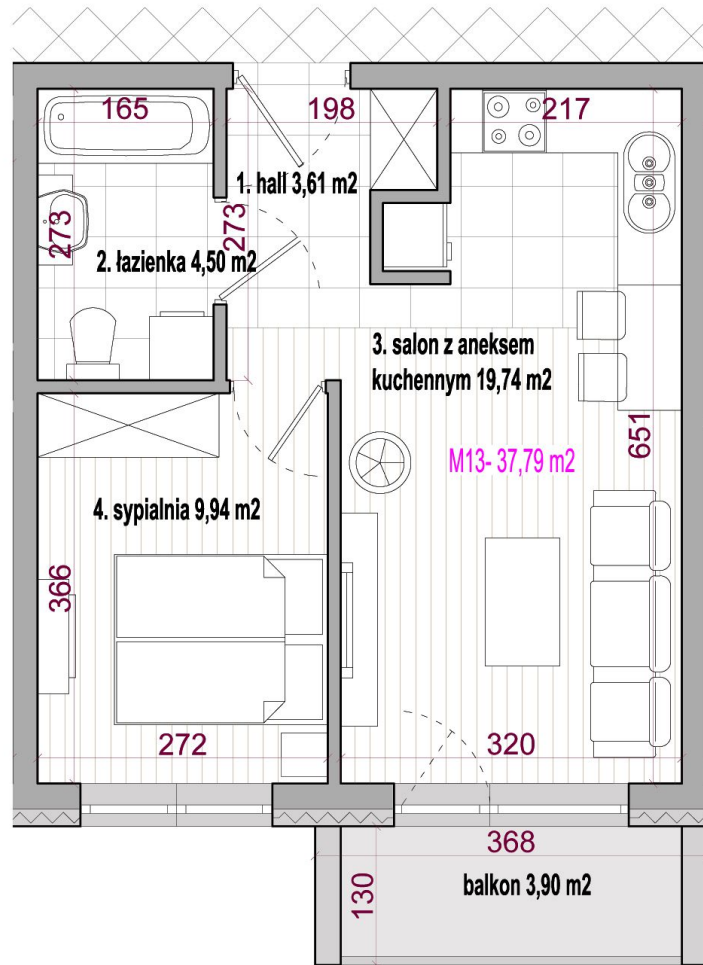 165
198
217
1. hall 3,61 m2
273
273
2. łazienka 4,50 m2
3. salon z aneksem
kuchennym 19,74 m2
651
M13- 37,79 m2
4. sypialnia 9,94 m2
366
272
320
368
130
balkon 3,90 m2